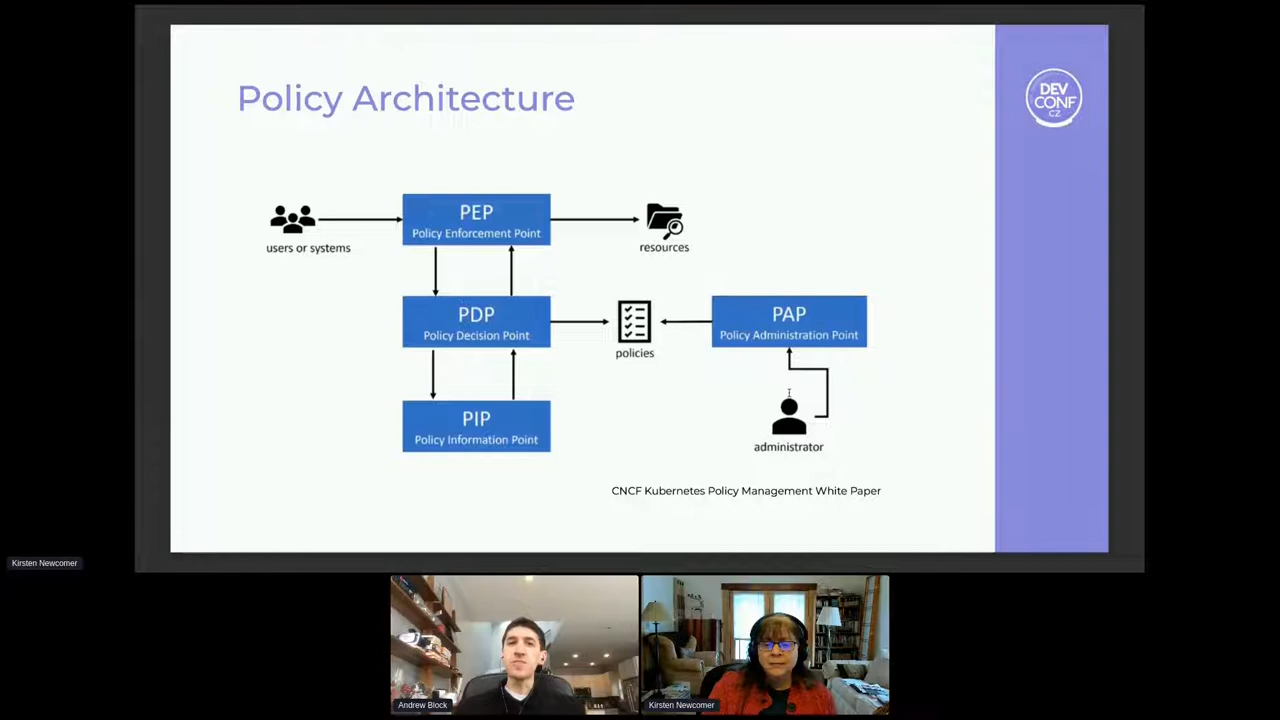 Policy Architecture
DEV
CONF
CZ
PEP
Policy Enforcement Point
users or systems
resources
PDP
Policy Decision Point
policies
PAP
Policy Administration Point
PIP
Policy Information Point
administrator
CNCF Kubernetes Policy Management White Paper
Kirsten Newcomer
Andrew Block
Kirsten Newcomer